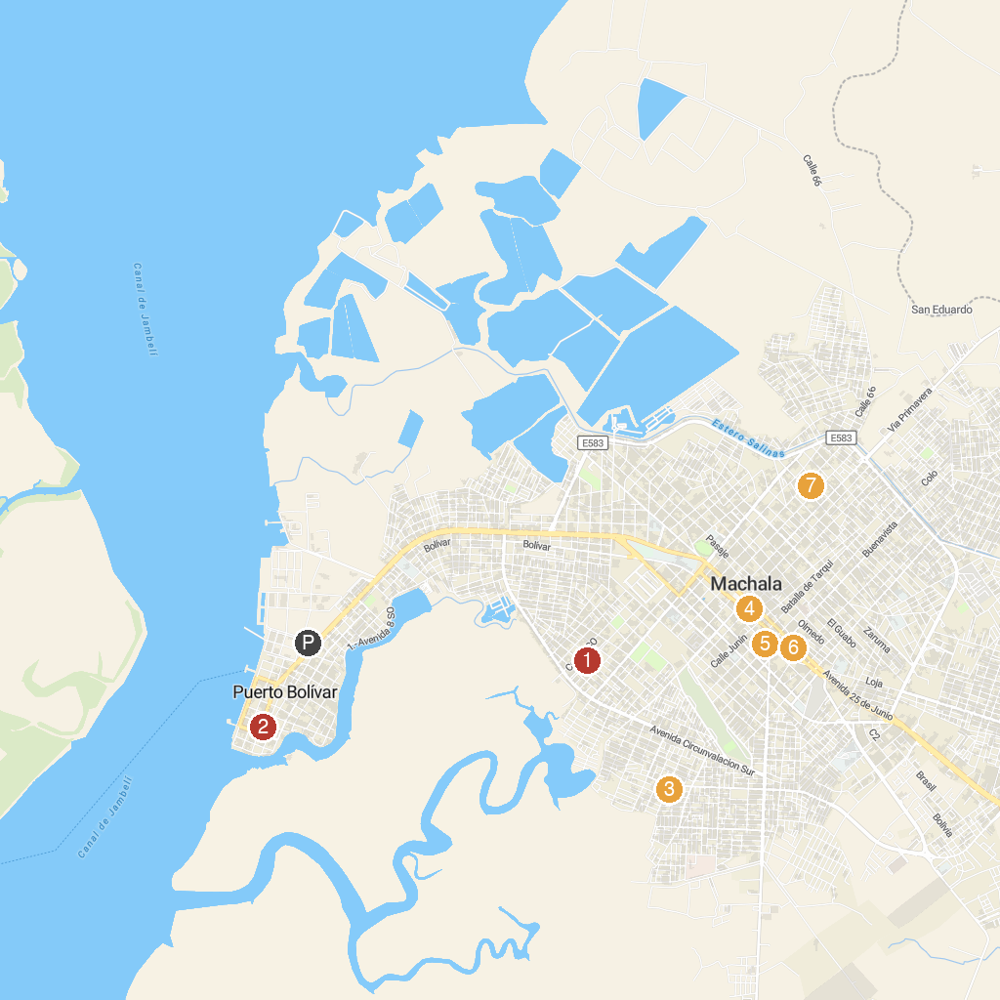 Calle 66
Canal de Jambelí
San Eduardo
Calle 66
Vía Primavera
Estero Salinas
E583
E583
Colo
7
Bolívar
Bolívar
Pasaje
Buenavista
Machala
Batalla de Tarqui
4
1.-Avenida 8 SO
P
5
6
Olmedo
El Guabo
Zaruma
Calle Junín
1
Loja
Puerto Bolívar
2
Avenida 25 de Junio
Avenida Circunvalacion Sur
C2
3
Brasil
Bolivia
Canal de Jambelí